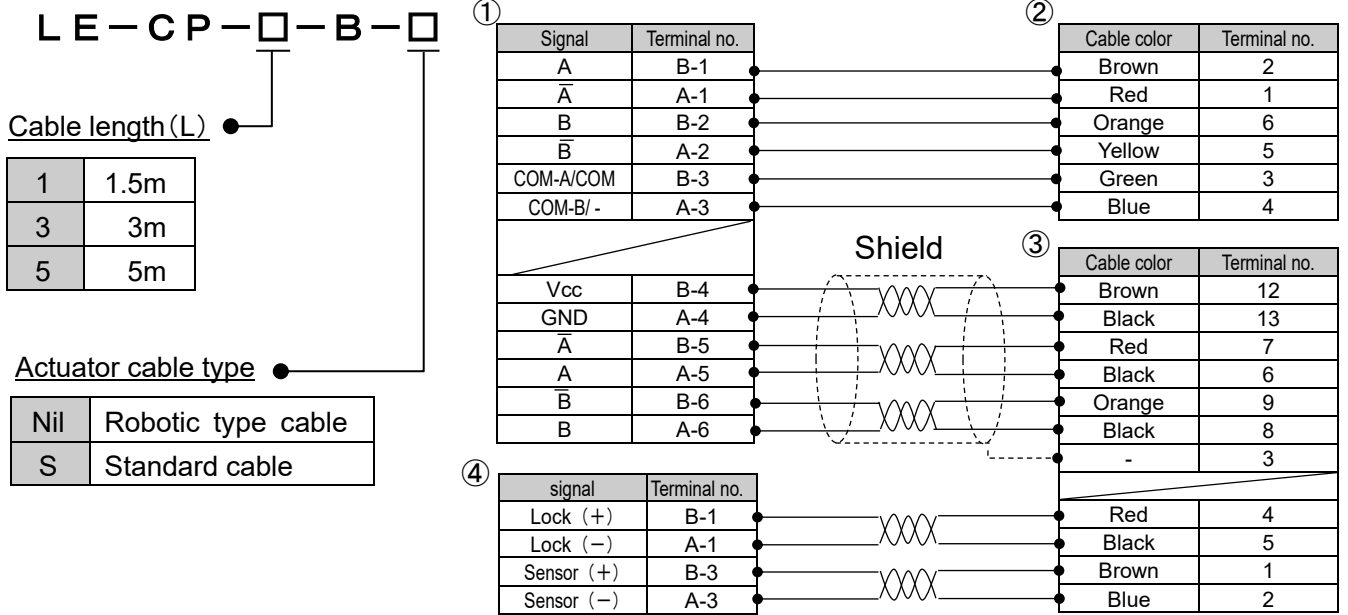 LE-CP-□-B-□
Cable length(L)
1 1.5m
3 3m
5 5m
Actuator cable type
Nil Robotic type cable
S Standard cable
①
Signal Terminal no.
A B-1
A̅ A-1
B B-2
B̅ A-2
COM-A/COM B-3
COM-B/ - A-3
Vcc B-4
GND A-4
A̅ B-5
A A-5
B̅ B-6
B A-6
②
Cable color Terminal no.
Brown 2
Red 1
Orange 6
Yellow 5
Green 3
Blue 4
Shield
③
Cable color Terminal no.
Brown 12
Black 13
Red 7
Black 6
Orange 9
Black 8
- 3
Red 4
Black 5
Brown 1
Blue 2
④
signal Terminal no.
Lock (+) B-1
Lock (−) A-1
Sensor (+) B-3
Sensor (−) A-3